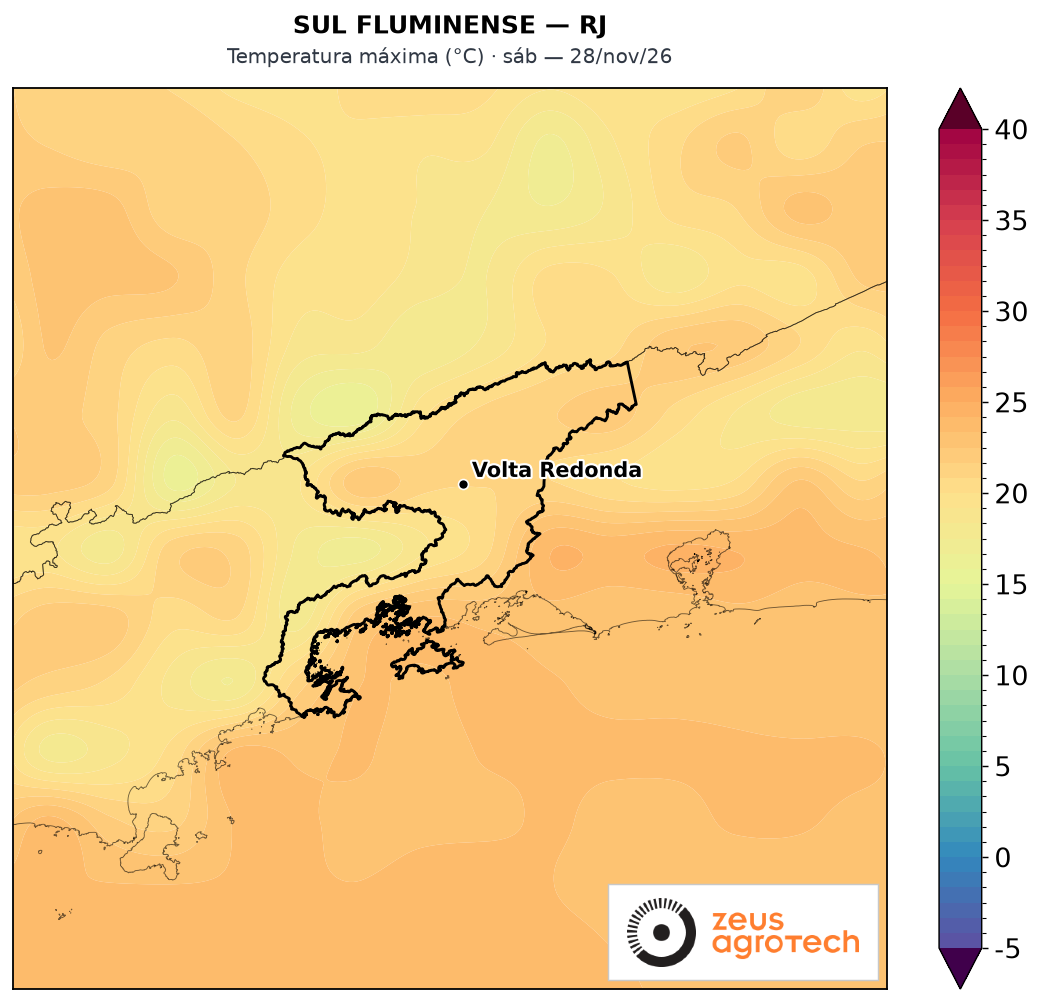 SUL FLUMINENSE — RJ
Temperatura máxima (°C) · sáb — 28/nov/26
40
35
30
25
20
15
10
5
0
-5
Volta Redonda
zeus
agrotech